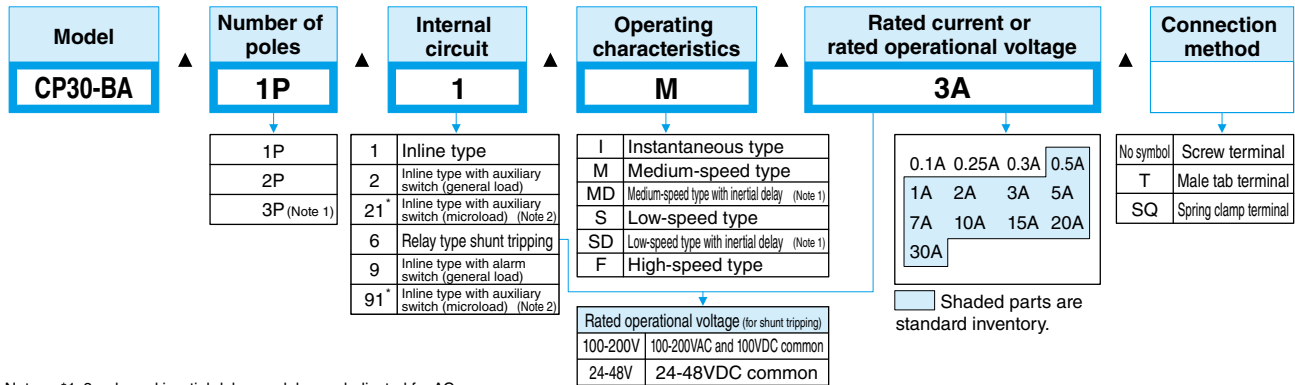 Model
CP30-BA
▲
Number of
poles
1P
▲
Internal
circuit
1
▲
Operating
characteristics
M
▲
Rated current or
rated operational voltage
3A
▲
Connection
method
1P
2P
3P (Note 1)
1 Inline type
2 Inline type with auxiliary
switch (general load)
21* Inline type with auxiliary
switch (microload) (Note 2)
6 Relay type shunt tripping
9 Inline type with alarm
switch (general load)
91* Inline type with auxiliary
switch (microload) (Note 2)
I Instantaneous type
M Medium-speed type
MD Medium-speed type with inertial delay (Note 1)
S Low-speed type
SD Low-speed type with inertial delay (Note 1)
F High-speed type
Rated operational voltage (for shunt tripping)
100-200V 100-200VAC and 100VDC common
24-48V 24-48VDC common
0.1A 0.25A 0.3A 0.5A
1A 2A 3A 5A
7A 10A 15A 20A
30A
Shaded parts are
standard inventory.
No symbol Screw terminal
T Male tab terminal
SQ Spring clamp terminal